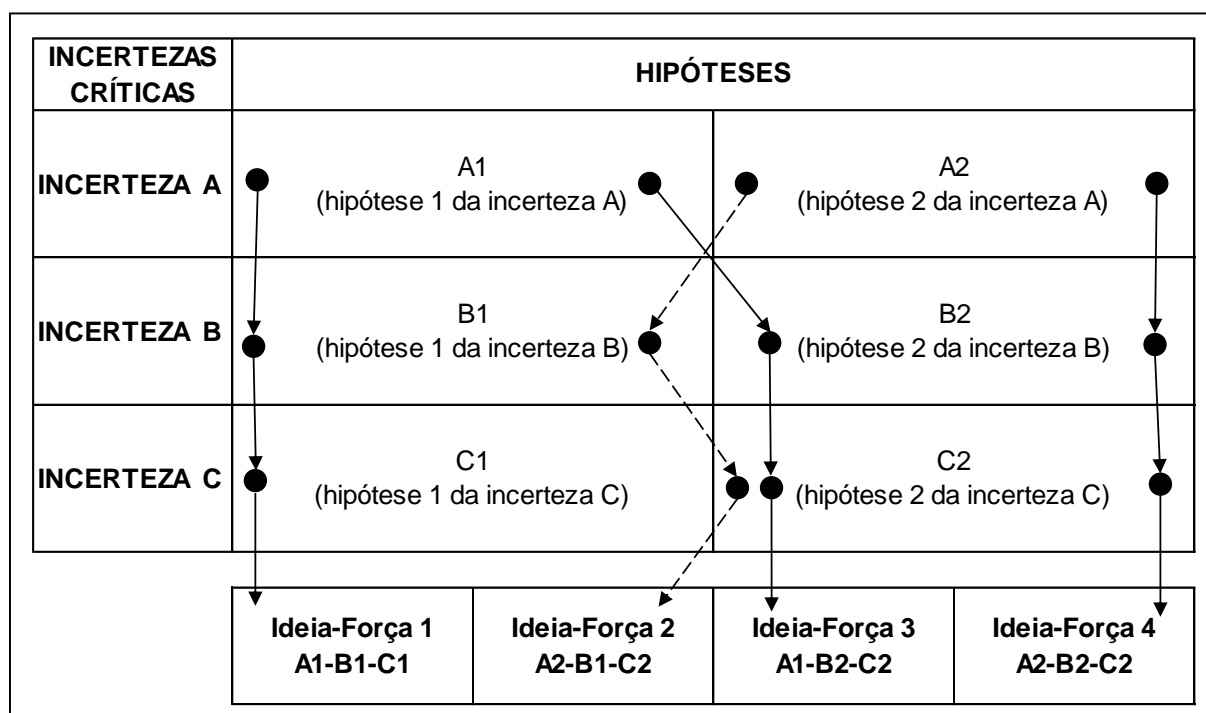 INCERTEZAS
CRÍTICAS
HIPÓTESES
INCERTEZA A
A1
(hipótese 1 da incerteza A)
A2
(hipótese 2 da incerteza A)
INCERTEZA B
B1
(hipótese 1 da incerteza B)
B2
(hipótese 2 da incerteza B)
INCERTEZA C
C1
(hipótese 1 da incerteza C)
C2
(hipótese 2 da incerteza C)
Ideia-Força 1
A1-B1-C1
Ideia-Força 2
A2-B1-C2
Ideia-Força 3
A1-B2-C2
Ideia-Força 4
A2-B2-C2